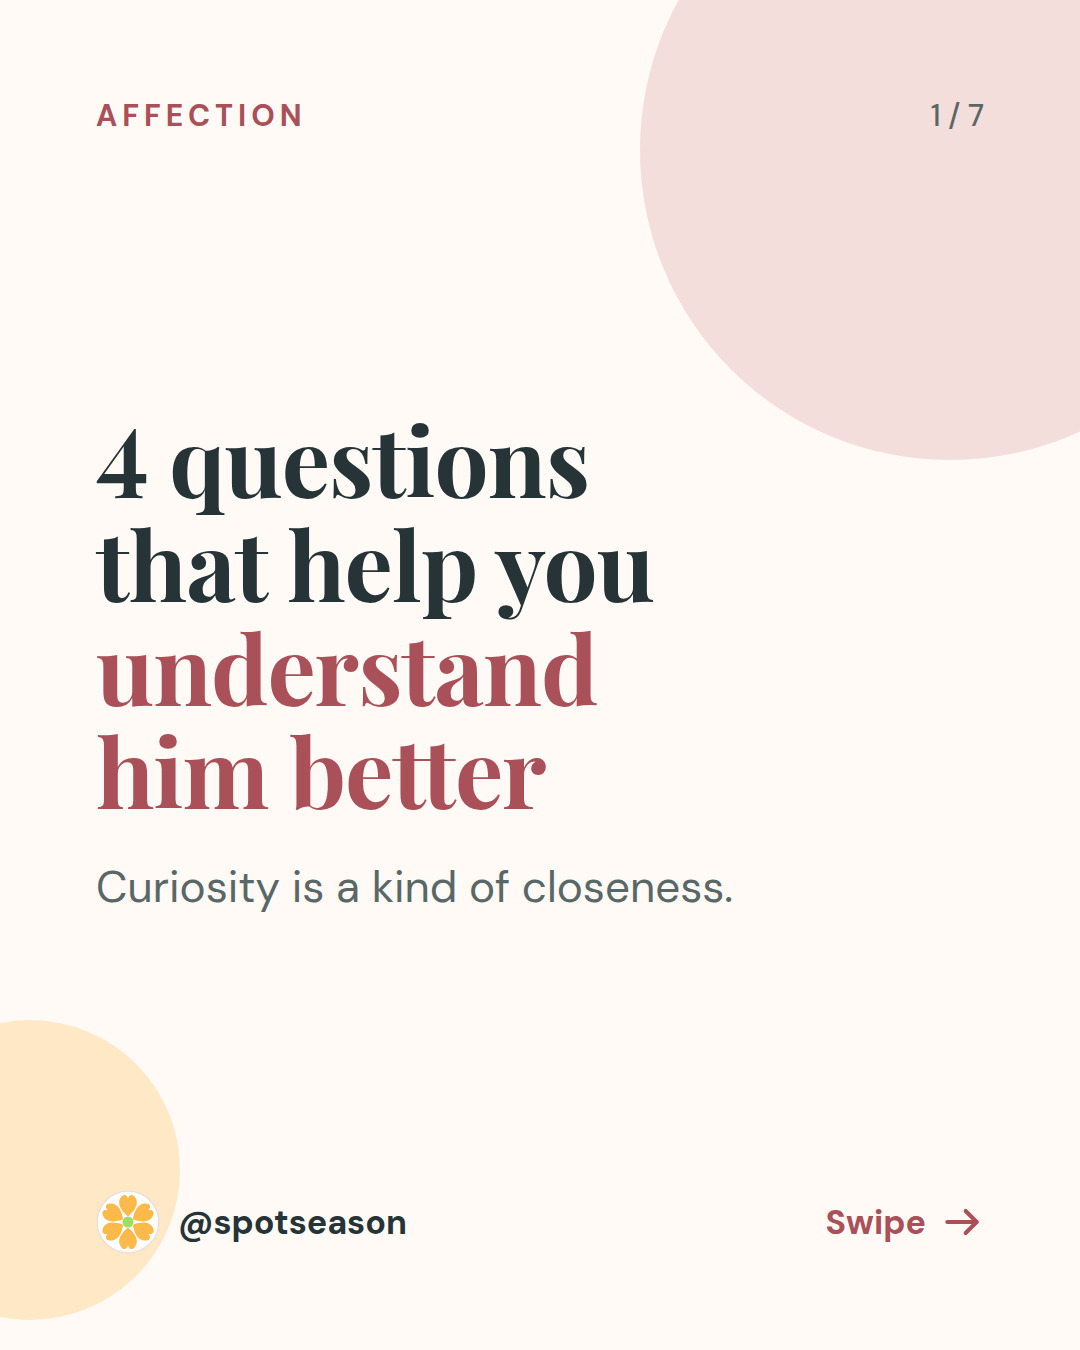 AFFECTION
1 / 7
4 questions
that help you
understand
him better
Curiosity is a kind of closeness.
@spotseason
Swipe →